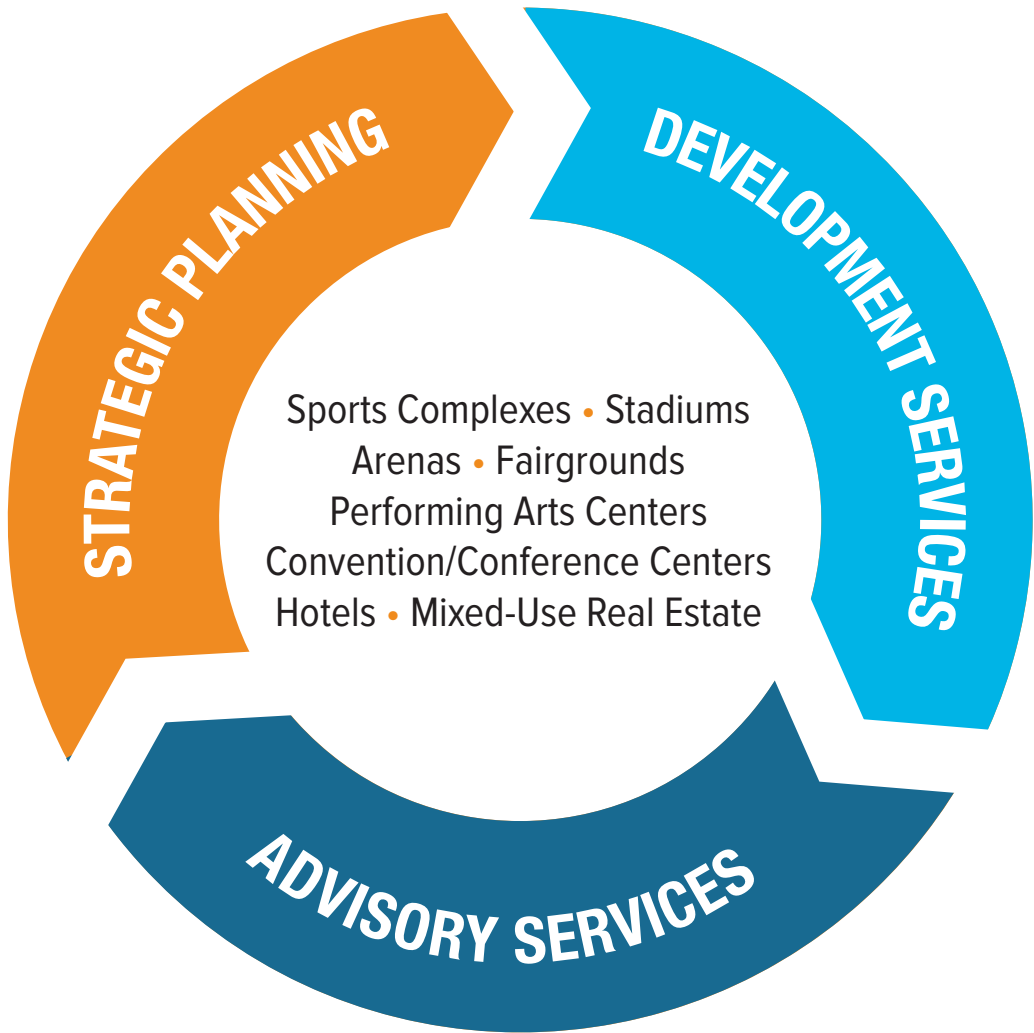 STRATEGIC PLANNING
DEVELOPMENT SERVICES
Sports Complexes • Stadiums
Arenas • Fairgrounds
Performing Arts Centers
Convention/Conference Centers
Hotels • Mixed-Use Real Estate
ADVISORY SERVICES